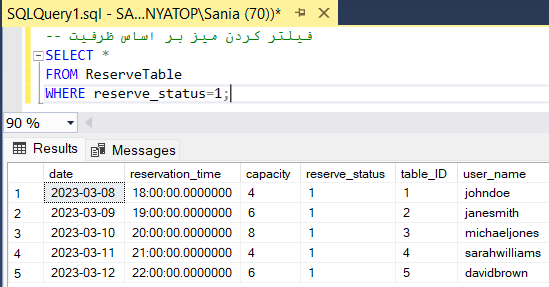 SQLQuery1.sql - SA...NYATOP\Sania (70))*
-- فیلتر کردن میز بر اساس ظرفیت
SELECT *
FROM ReserveTable
WHERE reserve_status=1;
90 %
Results Messages
date reservation_time capacity reserve_status table_ID user_name
1 2023-03-08 18:00:00.0000000 4 1 1 johndoe
2 2023-03-09 19:00:00.0000000 6 1 2 janesmith
3 2023-03-10 20:00:00.0000000 8 1 3 michaeljones
4 2023-03-11 21:00:00.0000000 4 1 4 sarahwilliams
5 2023-03-12 22:00:00.0000000 6 1 5 davidbrown